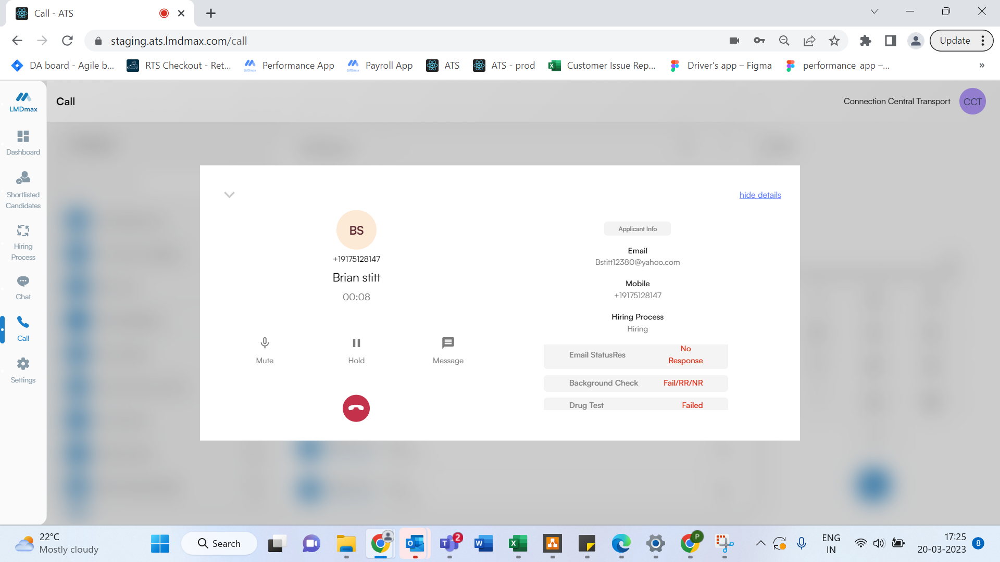 Call - ATS
staging.ats.lmdmax.com/call
Update
DA board - Agile b...
RTS Checkout - Ret...
LMDmax
Performance App
LMDmax
Payroll App
ATS
ATS - prod
Customer Issue Rep...
Driver's app – Figma
performance_app –...
»
LMDmax
Call
Connection Central Transport
CCT
Dashboard
Shortlisted
Candidates
Hiring
Process
Chat
Call
Settings
hide details
BS
+19175128147
Brian stitt
00:08
Mute
Hold
Message
Applicant Info
Email
Bstitt12380@yahoo.com
Mobile
+19175128147
Hiring Process
Hiring
Email StatusRes
No
Response
Background Check
Fail/RR/NR
Drug Test
Failed
22°C
Mostly cloudy
Search
2
P
ENG
IN
17:25
20-03-2023
8